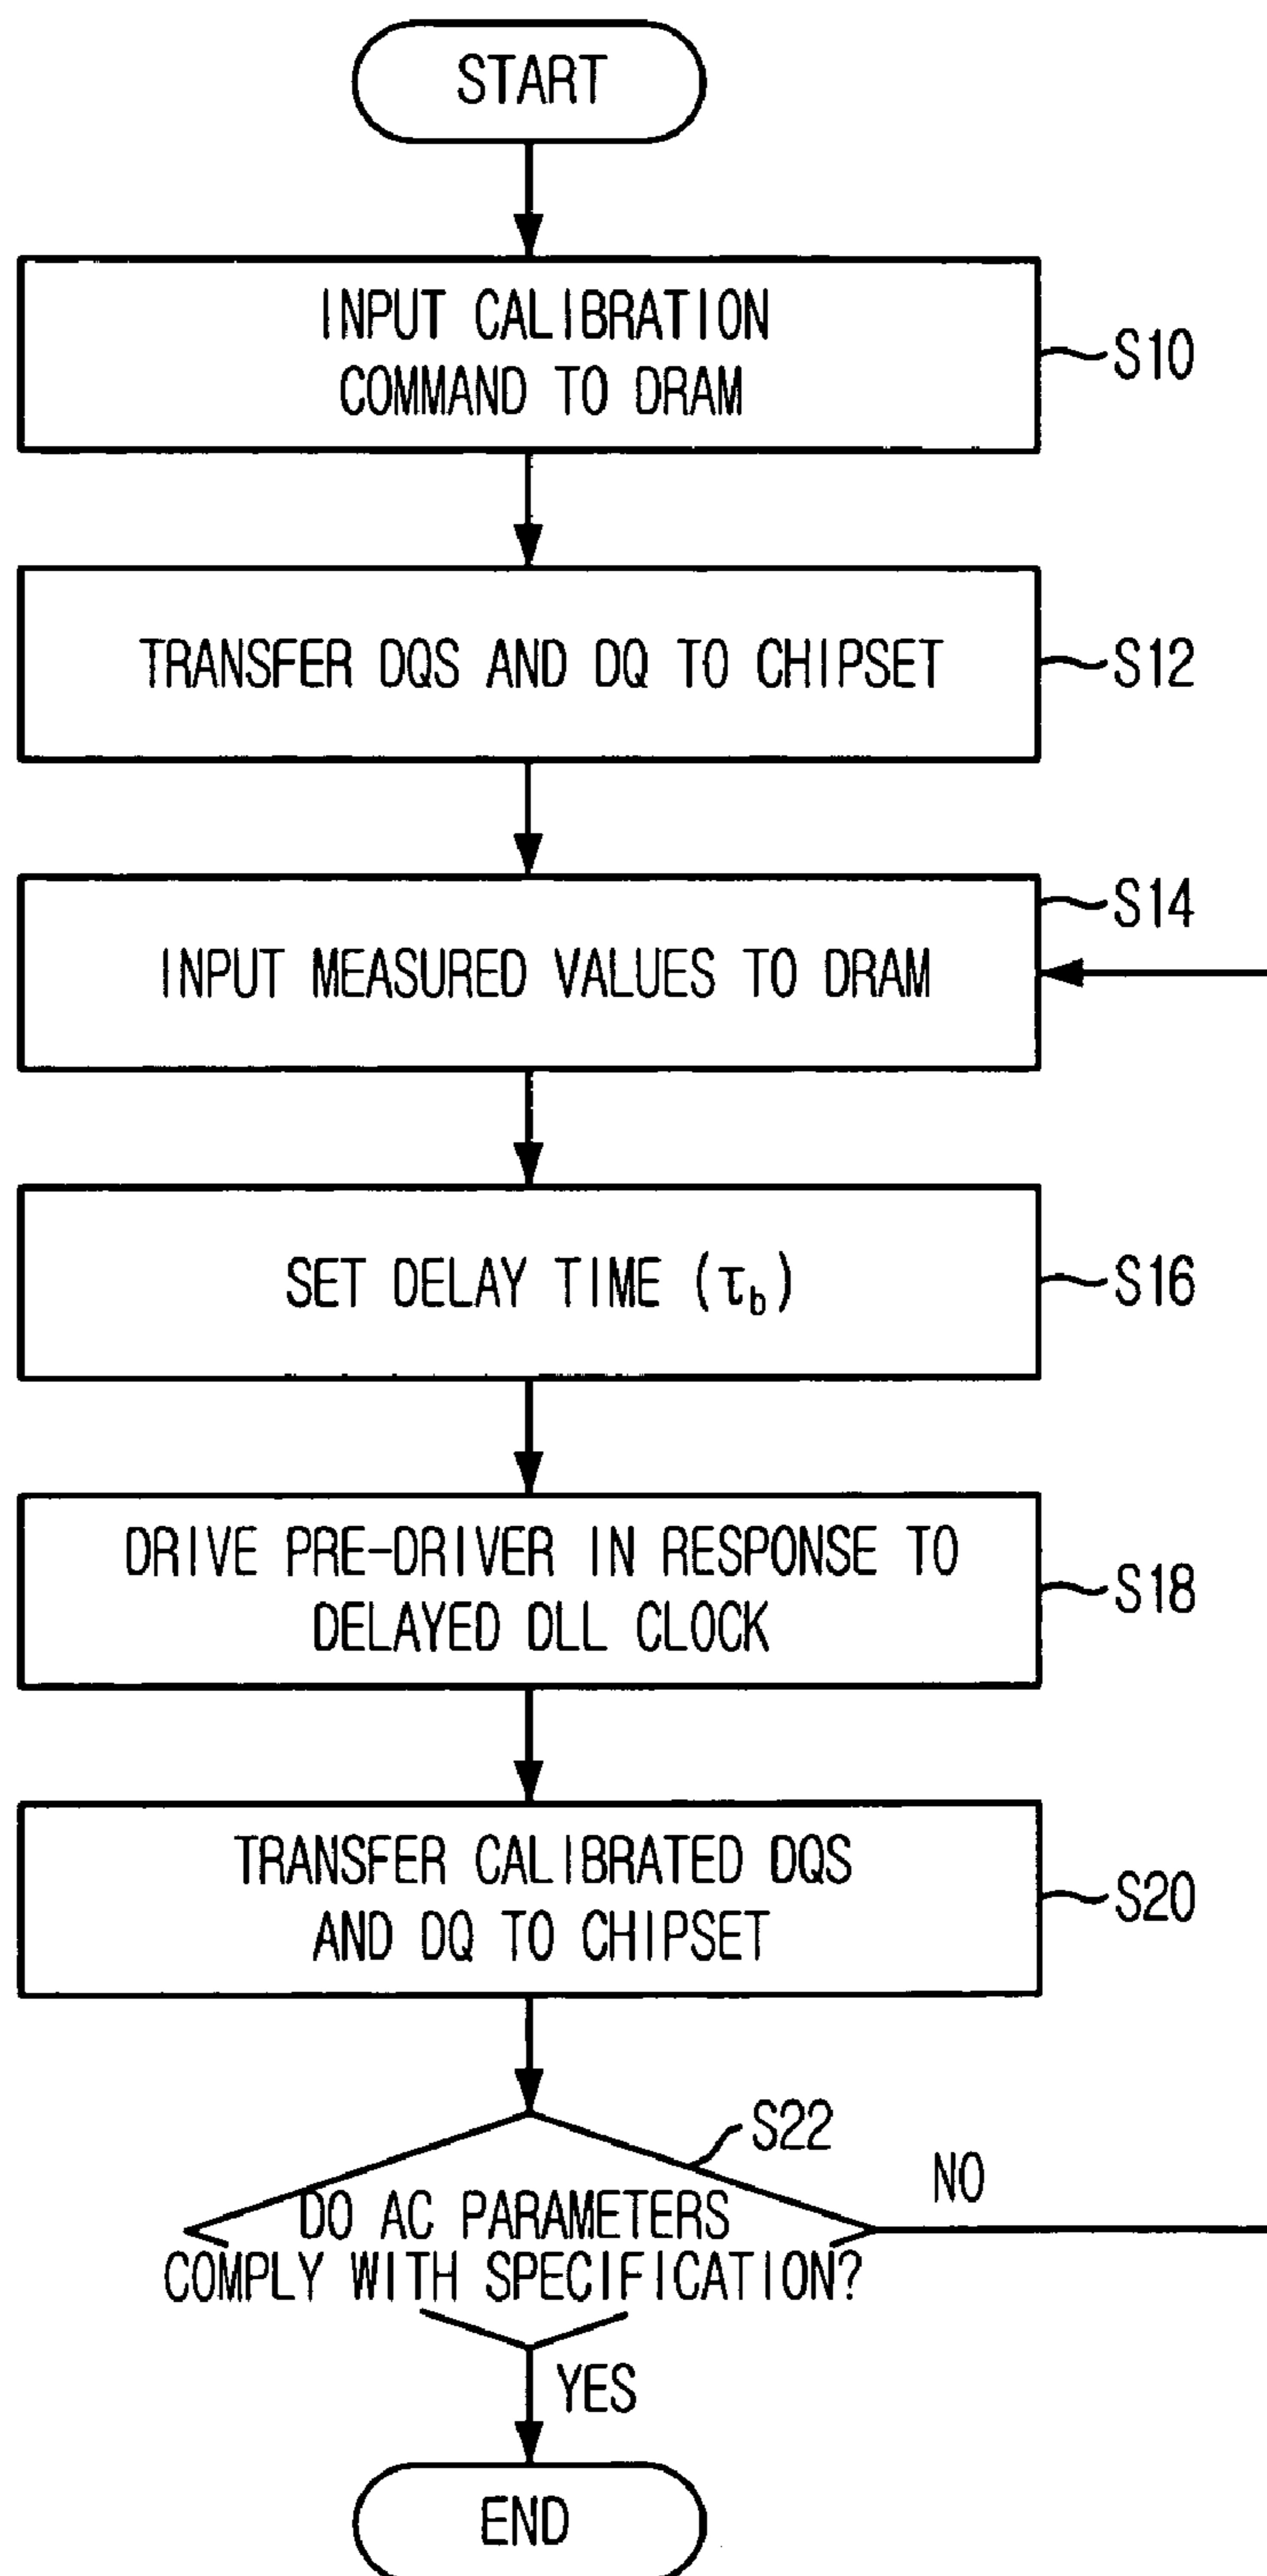 START
INPUT CALIBRATION
COMMAND TO DRAM
S10
TRANSFER DQS AND DQ TO CHIPSET
S12
S14
INPUT MEASURED VALUES TO DRAM
SET DELAY TIME (τb)
S16
DRIVE PRE-DRIVER IN RESPONSE TO
DELAYED DLL CLOCK
S18
TRANSFER CALIBRATED DQS
AND DQ TO CHIPSET
S20
S22
NO
DO AC PARAMETERS
COMPLY WITH SPECIFICATION?
YES
END